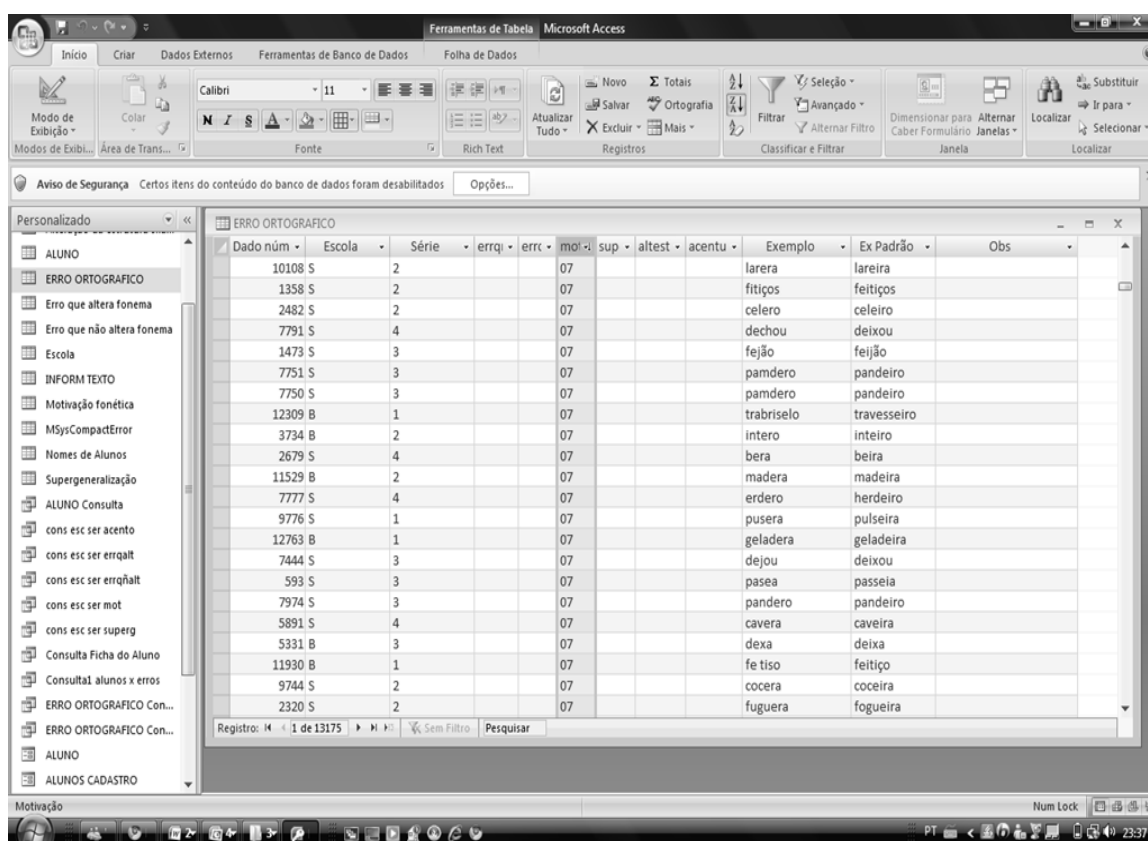 Ferramentas de Tabela Microsoft Access
Início Criar Dados Externos Ferramentas de Banco de Dados Folha de Dados
Modo de Exibição
Colar
Calibri 11
N I S
Atualizar Tudo
Novo
Salvar
Excluir
Totais
Ortografia
Mais
Filtrar
Seleção
Avançado
Alternar Filtro
Dimensionar para Caber Formulário
Alternar Janelas
Localizar
Substituir
Ir para
Selecionar
Modos de Exibi... Área de Trans... Fonte Rich Text Registros Classificar e Filtrar Janela Localizar
Aviso de Segurança Certos itens do conteúdo do banco de dados foram desabilitados Opções...
Personalizado
ALUNO
ERRO ORTOGRAFICO
Erro que altera fonema
Erro que não altera fonema
Escola
INFORM TEXTO
Motivação fonética
MSysCompactError
Nomes de Alunos
Supergeneralização
ALUNO Consulta
cons esc ser acento
cons esc ser errqalt
cons esc ser errqñalt
cons esc ser mot
cons esc ser superg
Consulta Ficha do Aluno
Consulta1 alunos x erros
ERRO ORTOGRAFICO Con...
ERRO ORTOGRAFICO Con...
ALUNO
ALUNOS CADASTRO
ERRO ORTOGRAFICO
Dado núm Escola Série errqi errc mot sup altest acentu Exemplo Ex Padrão Obs
10108 S 2 07 larera lareira
1358 S 2 07 fitiços feitiços
2482 S 2 07 celero celeiro
7791 S 4 07 dechou deixou
1473 S 3 07 fejão feijão
7751 S 3 07 pamdero pandeiro
7750 S 3 07 pamdero pandeiro
12309 B 1 07 trabriselo travesseiro
3734 B 2 07 intero inteiro
2679 S 4 07 bera beira
11529 B 2 07 madera madeira
7777 S 4 07 erdero herdeiro
9776 S 1 07 pusera pulseira
12763 B 1 07 geladera geladeira
7444 S 3 07 dejou deixou
593 S 3 07 pasea passeia
7974 S 3 07 pandero pandeiro
5891 S 4 07 cavera caveira
5331 B 3 07 dexa deixa
11930 B 1 07 fe tiso feitiço
9744 S 2 07 cocera coceira
2320 S 2 07 fuguera fogueira
Registro: 1 de 13175 Sem Filtro Pesquisar
Motivação Num Lock
PT 23:37